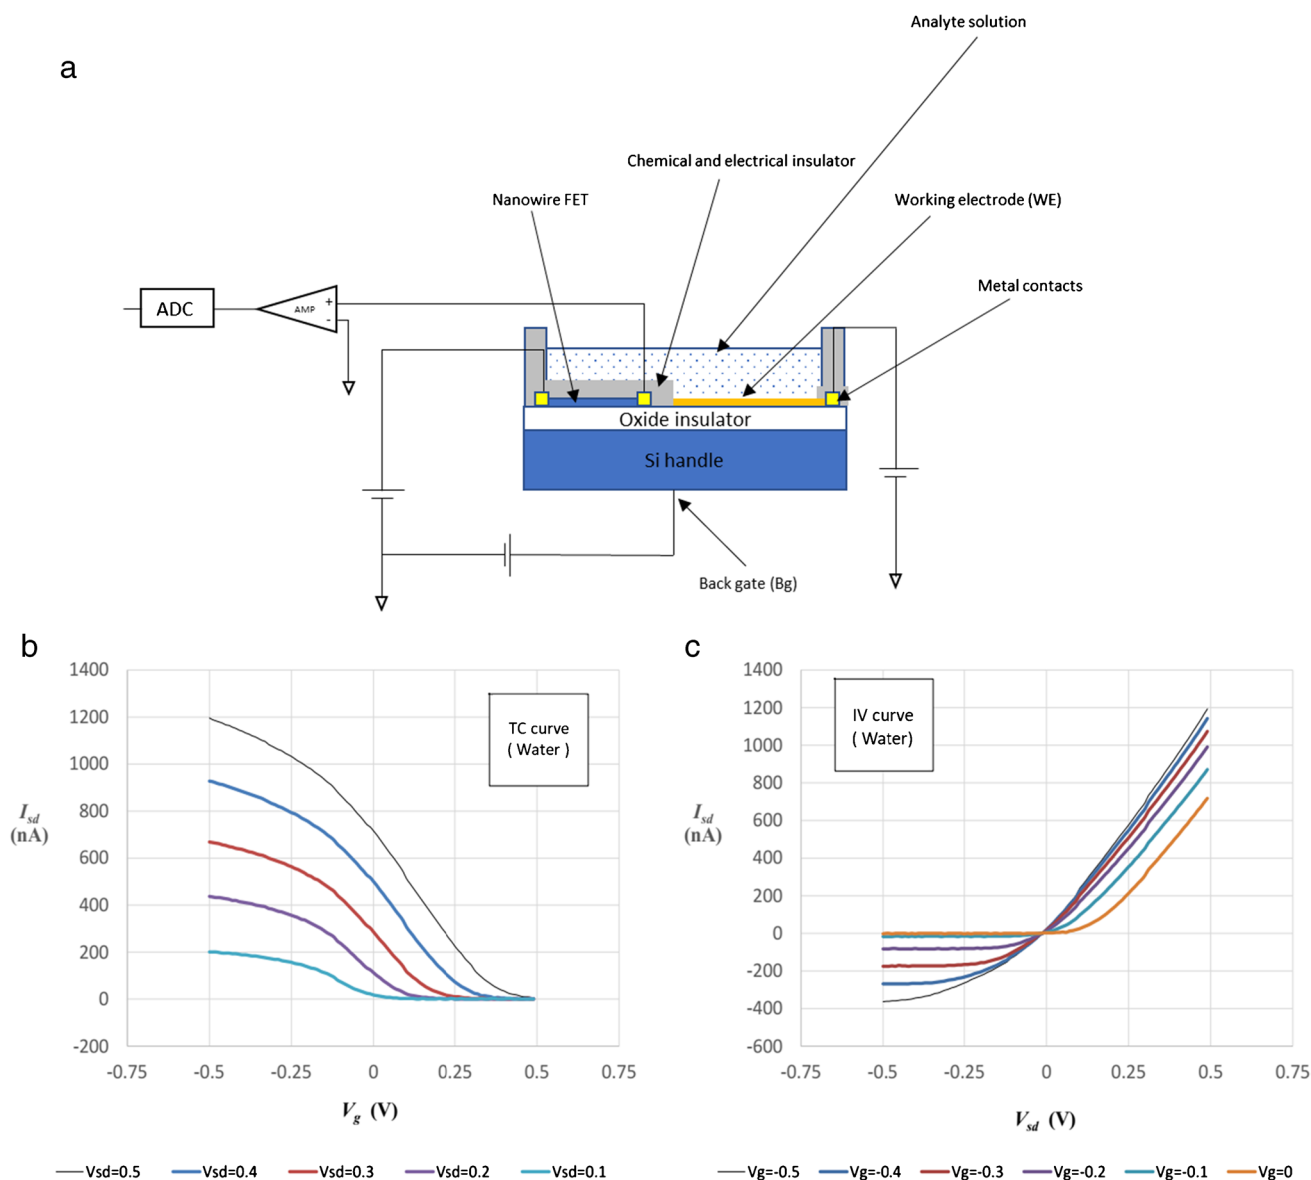 a
Analyte solution
Chemical and electrical insulator
Nanowire FET
Working electrode (WE)
Metal contacts
ADC
AMP
+
-
Oxide insulator
Si handle
Back gate (Bg)
b
1400
1200
1000
800
600
400
200
0
-200
Isd
(nA)
TC curve
( Water )
-0.75
-0.5
-0.25
0
0.25
0.5
0.75
Vg (V)
Vsd=0.5
Vsd=0.4
Vsd=0.3
Vsd=0.2
Vsd=0.1
c
1400
1200
1000
800
600
400
200
0
-200
-400
-600
Isd
(nA)
IV curve
( Water)
-0.75
-0.5
-0.25
0
0.25
0.5
0.75
Vsd (V)
Vg=-0.5
Vg=-0.4
Vg=-0.3
Vg=-0.2
Vg=-0.1
Vg=0